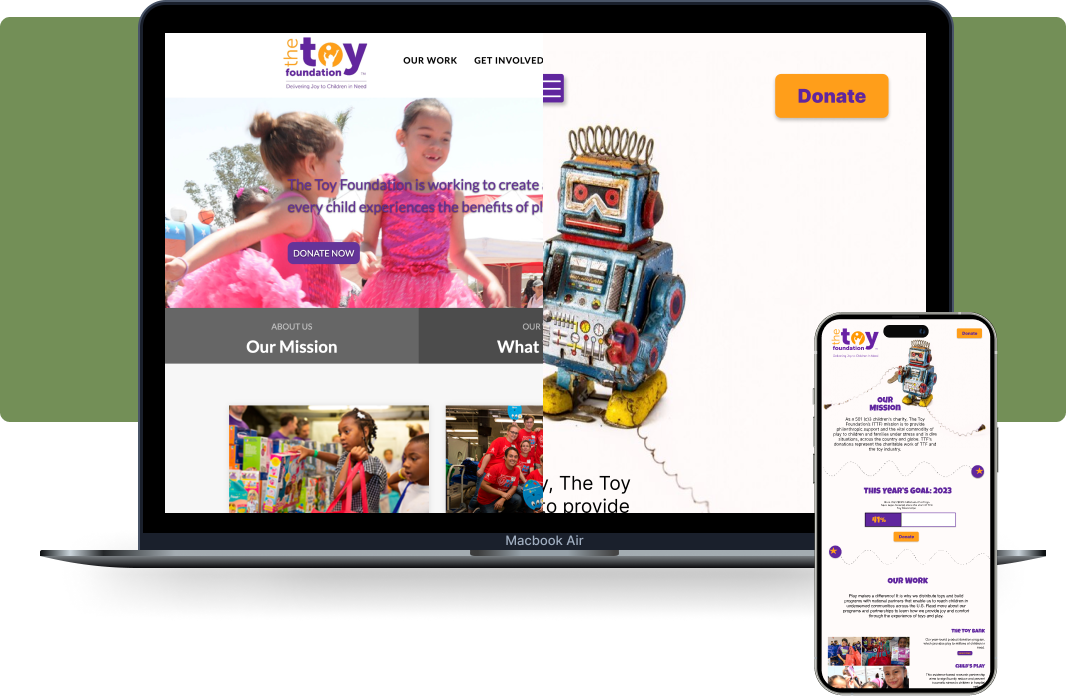 the toy
foundation
TM
Delivering Joy to Children in Need
OUR WORK GET INVOLVED
Donate
The Toy Foundation is working to create
every child experiences the benefits of pl
DONATE NOW
ABOUT US
Our Mission
OUR
What
y, The Toy
to provide
Macbook Air
the toy
foundation
Delivering Joy to Children in Need
Donate
OUR
MISSION
As a 501 (c)3 children's charity, The Toy
Foundation's (TTF) mission is to provide
philanthropic support and the vital commodity of
play to children and families under stress and in dire
situations, across the country and globe. TTF's
donations represent the charitable work of TTF and
the toy industry.
THIS YEAR'S GOAL: 2023
41%
Donate
OUR WORK
Play makes a difference! It is why we distribute toys and build
programs with national partners that enable us to reach children in
underserved communities across the U.S. Read more about our
programs and partnerships to learn how we provide joy and comfort
through the experience of toys and play.
THE TOY BANK
CHILD'S PLAY